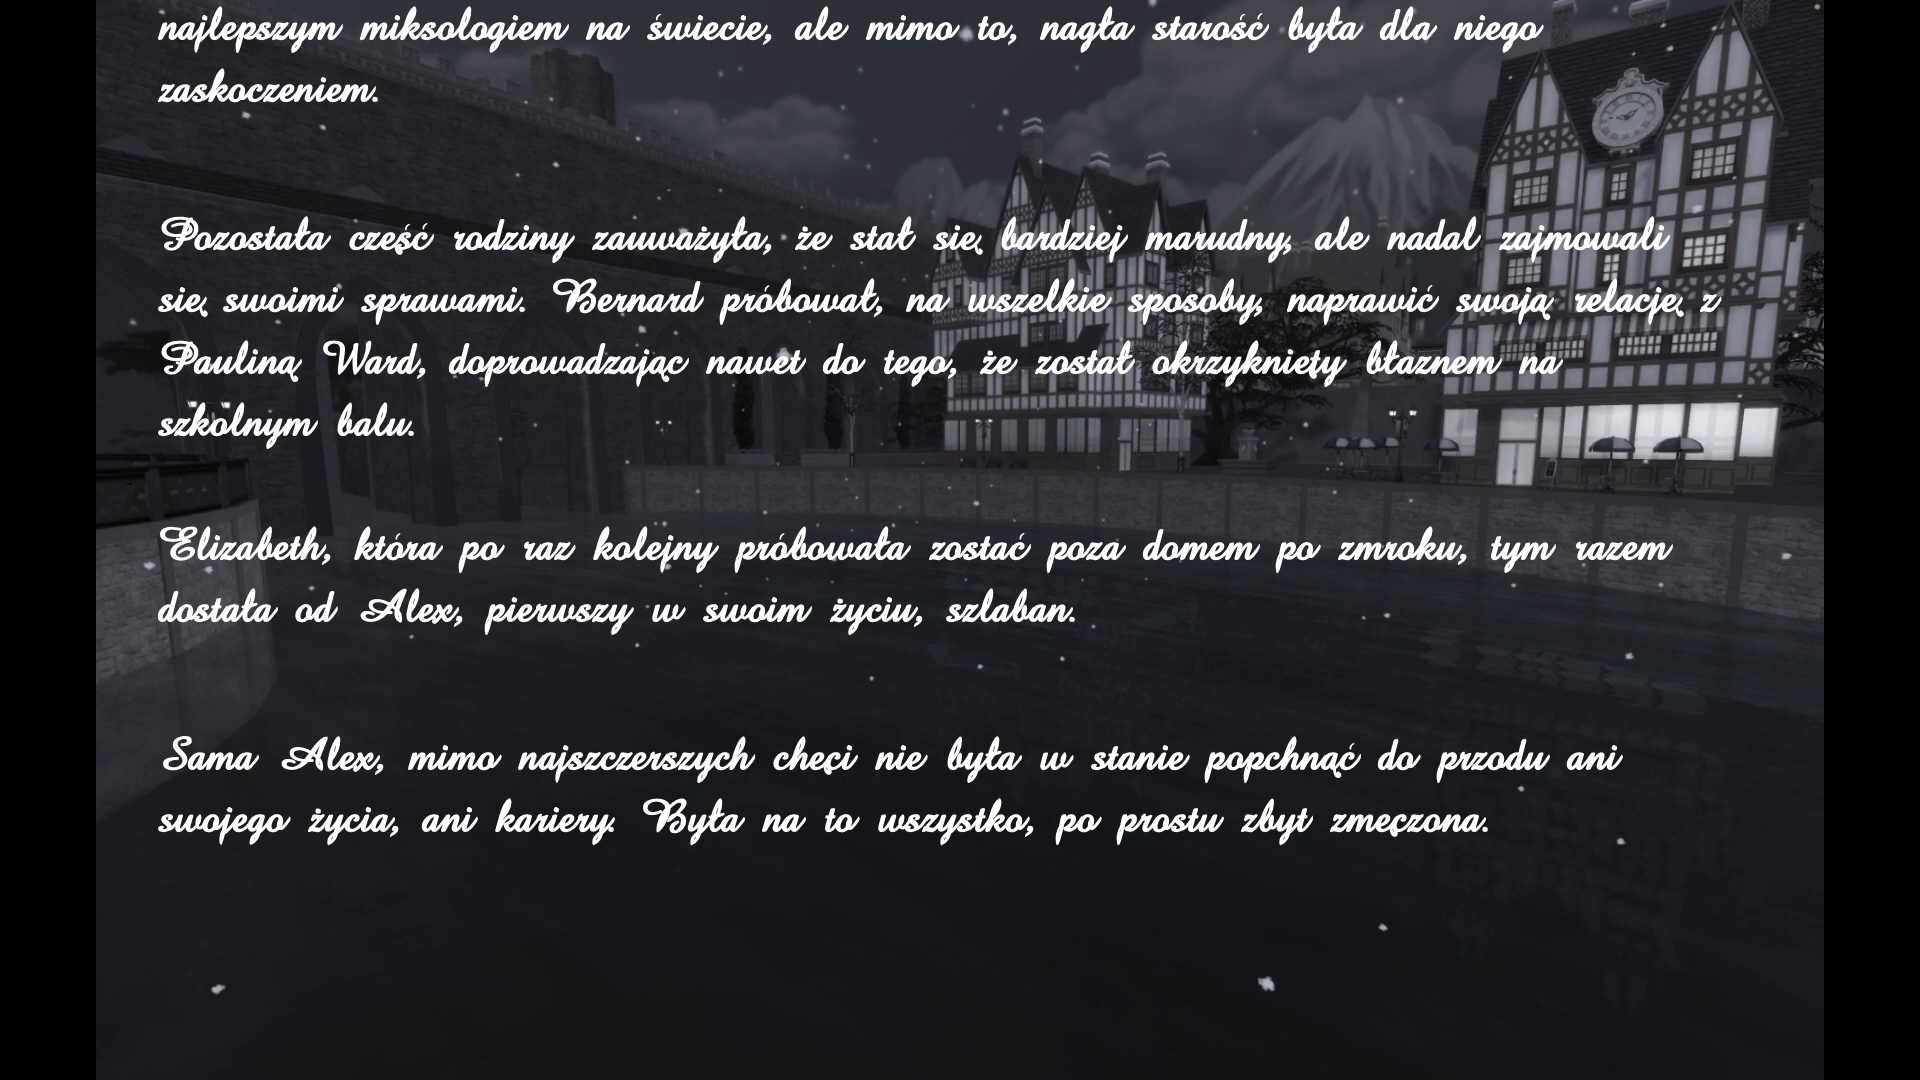 najlepszym miksologiem na świecie, ale mimo to, nagła starość była dla niego
zaskoczeniem.
Pozostała część rodziny zauważyła, że stał się bardziej marudny, ale nadal zajmowali
się swoimi sprawami. Bernard próbował, na wszelkie sposoby, naprawić swoją relację z
Pauliną Ward, doprowadzając nawet do tego, że został okrzyknięty błaznem na
szkolnym balu.
Elizabeth, która po raz kolejny próbowała zostać poza domem po zmroku, tym razem
dostała od Alex, pierwszy w swoim życiu, szlaban.
Sama Alex, mimo najszczerszych chęci nie była w stanie popchnąć do przodu ani
swojego życia, ani kariery. Była na to wszystko, po prostu zbyt zmęczona.